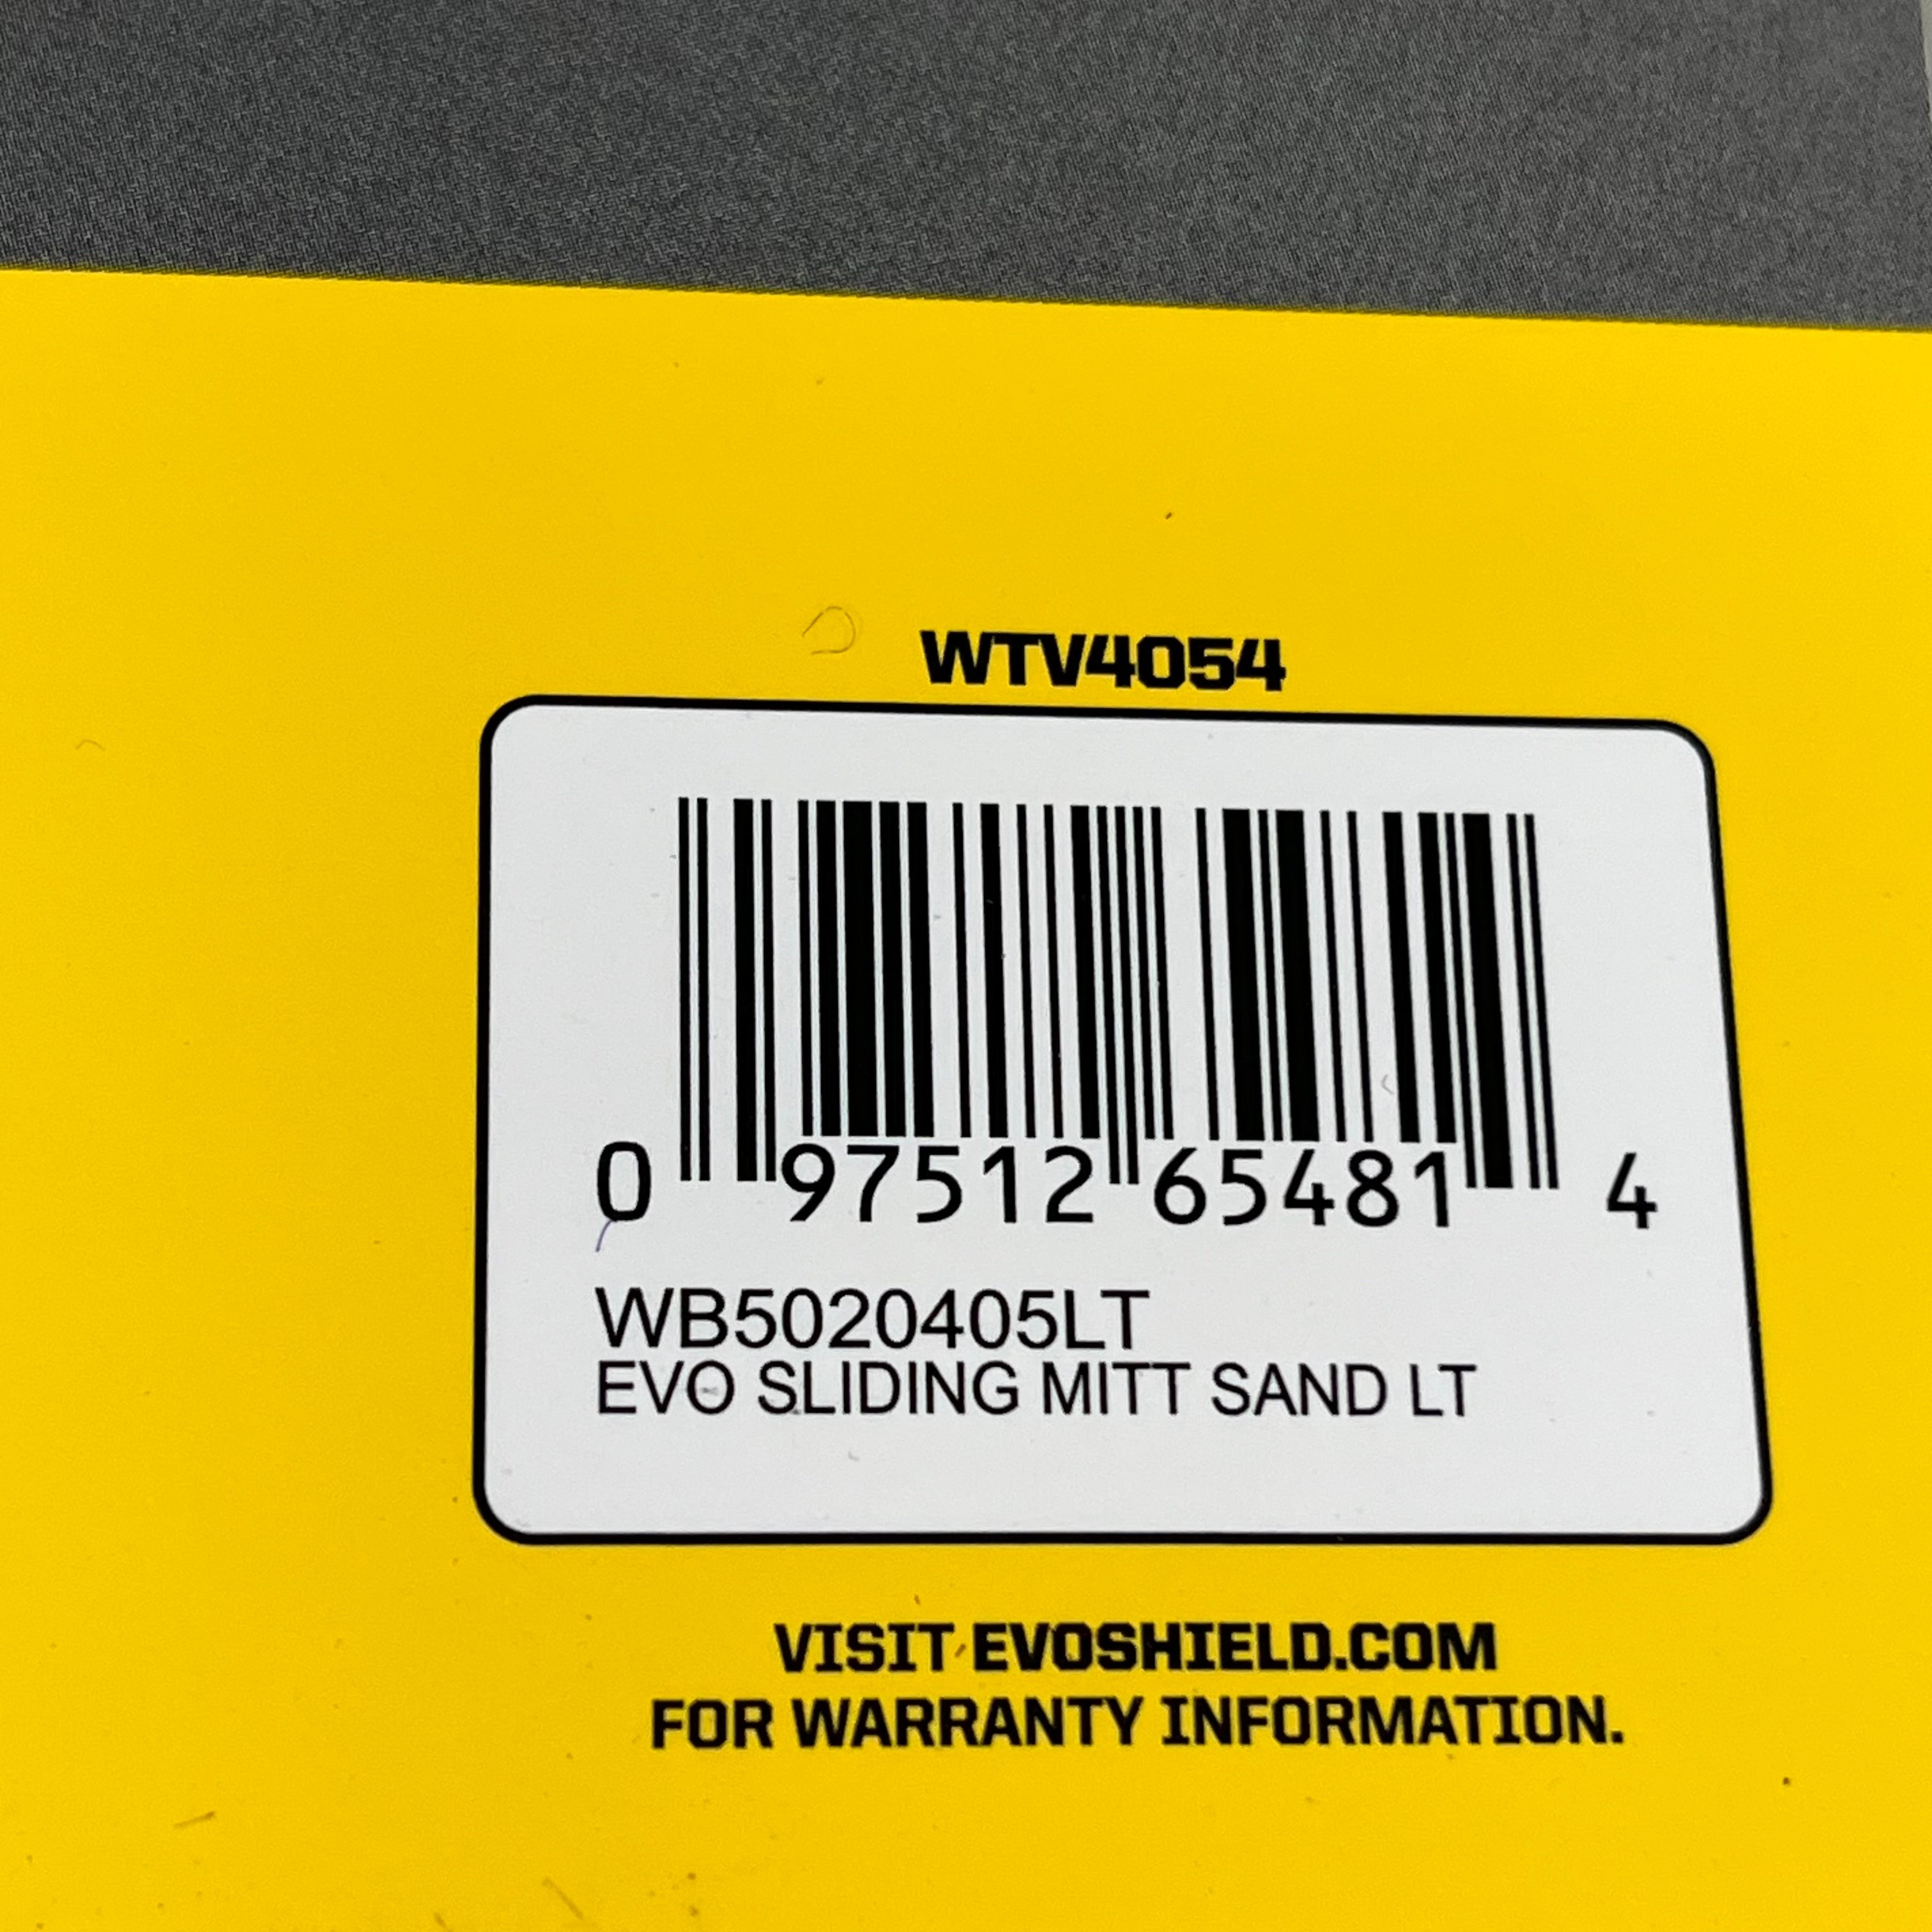 WTV4054
0 97512 65481 4
WB5020405LT
EVO SLIDING MITT SAND LT
VISIT EVOSHIELD.COM
FOR WARRANTY INFORMATION.